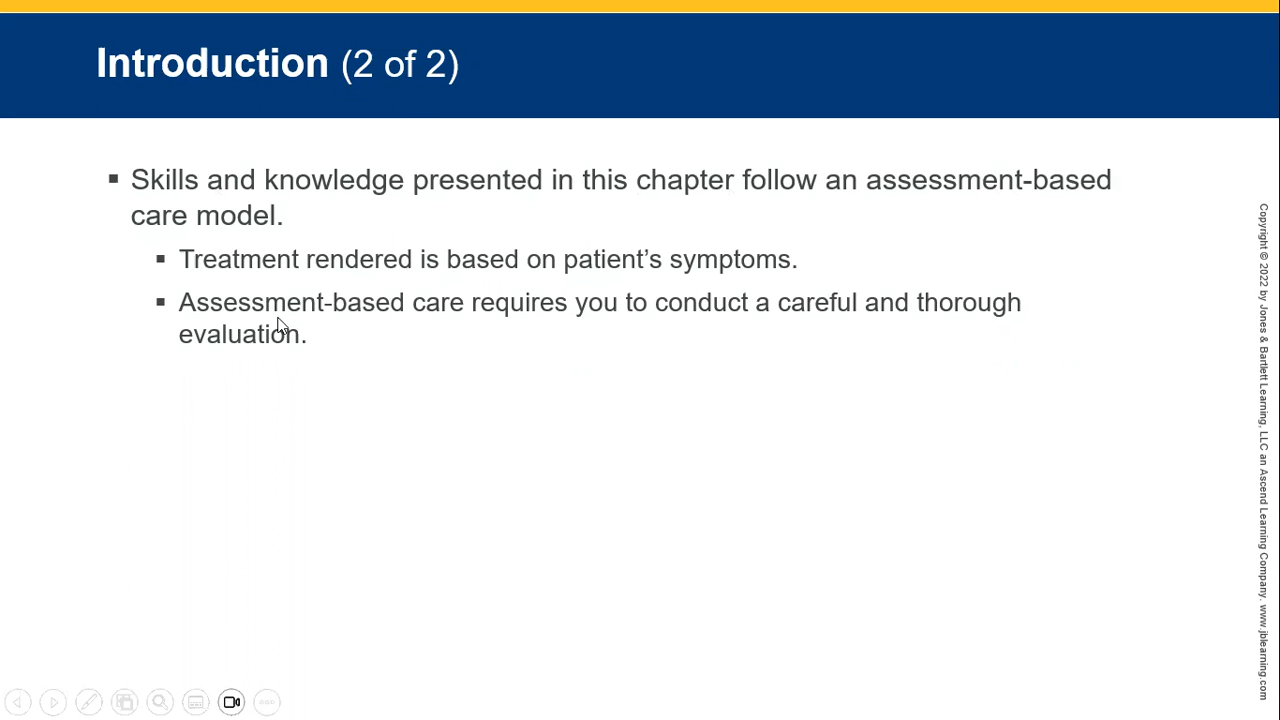 Introduction (2 of 2)
▪ Skills and knowledge presented in this chapter follow an assessment-based
care model.
▪ Treatment rendered is based on patient’s symptoms.
▪ Assessment-based care requires you to conduct a careful and thorough
evaluation.
Copyright © 2022 by Jones & Bartlett Learning, LLC an Ascend Learning Company. www.jblearning.com